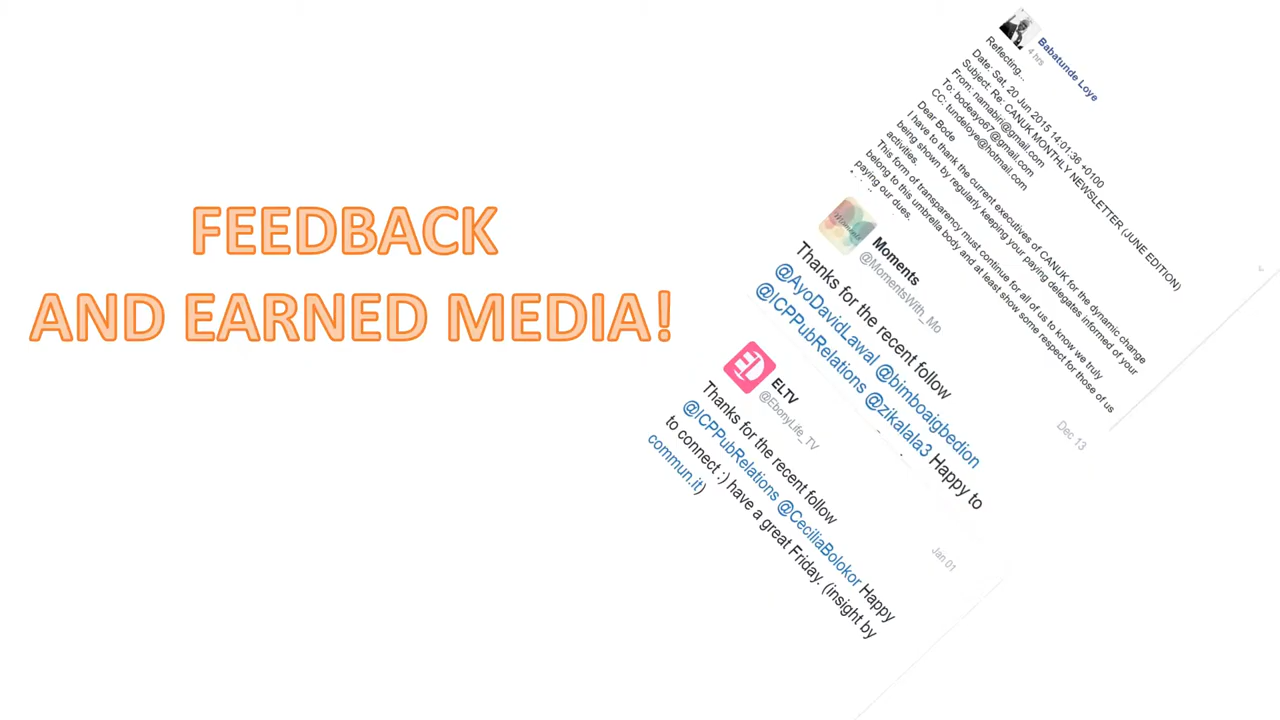 FEEDBACK
AND EARNED MEDIA!
Babatunde Loye
4 hrs
Reflecting...
Date: Sat, 20 Jun 2015 14:01:36 +0100
Subject: Re: CANUK MONTHLY NEWSLETTER (JUNE EDITION)
From: namabiri@gmail.com
To: bodeayo67@gmail.com
CC: tundeloye@hotmail.com
Dear Bode
I have to thank the current executives of CANUK for the dynamic change
being shown by regularly keeping your paying delegates informed of your
activities.
This form of transparency must continue for all of us to know we truly
belong to this umbrella body and at least show some respect for those of us
paying our dues.
Moments
@MomentsWith_Mo
Thanks for the recent follow
@AyoDavidLawal @bimboaigbedion
@ICPPubRelations @zikalala3 Happy to
Dec 13
EL
ELTV
@EbonyLife_TV
Thanks for the recent follow
@ICPPubRelations @CeciliaBolokor Happy
to connect :) have a great Friday. (insight by
commun.it)
Jan 01